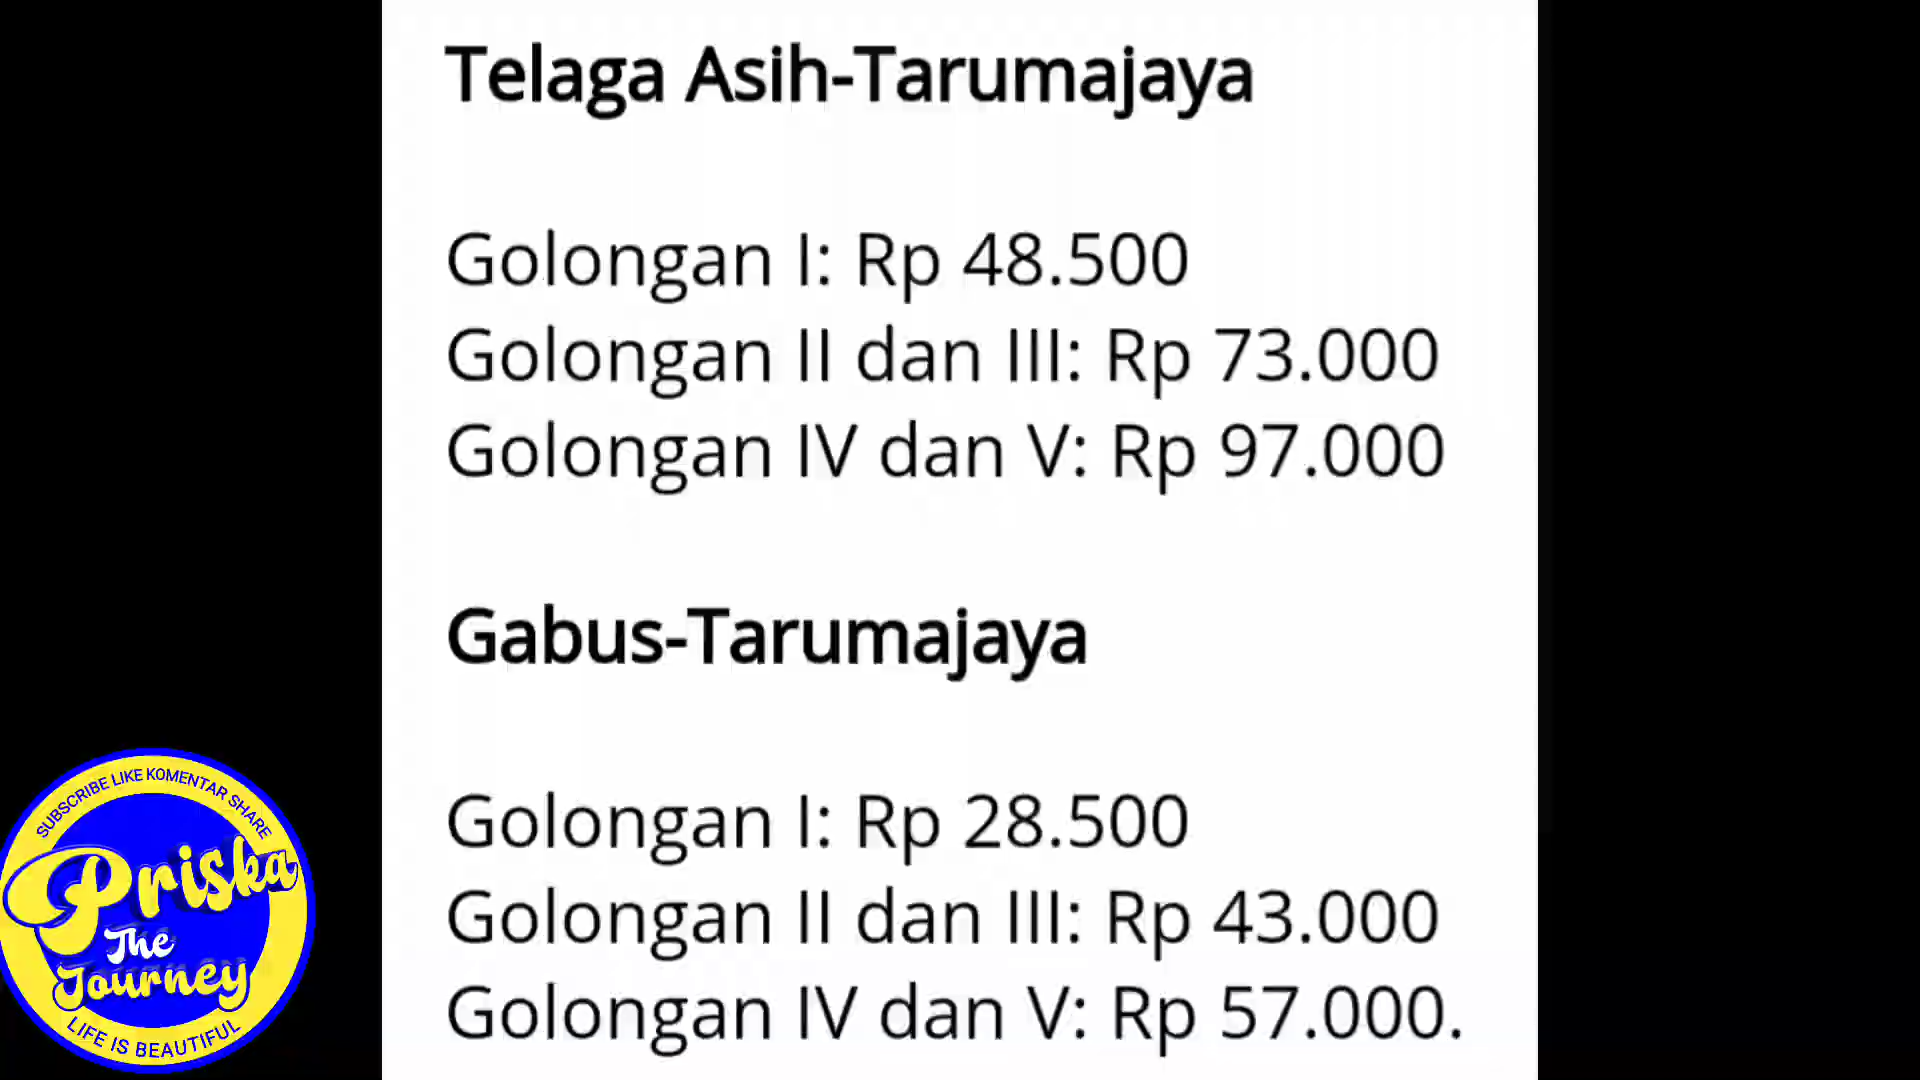 Telaga Asih-Tarumajaya
Golongan I: Rp 48.500
Golongan II dan III: Rp 73.000
Golongan IV dan V: Rp 97.000
Gabus-Tarumajaya
Golongan I: Rp 28.500
Golongan II dan III: Rp 43.000
Golongan IV dan V: Rp 57.000.
SUBSCRIBE LIKE KOMENTAR SHARE
Priska
The
Journey
LIFE IS BEAUTIFUL